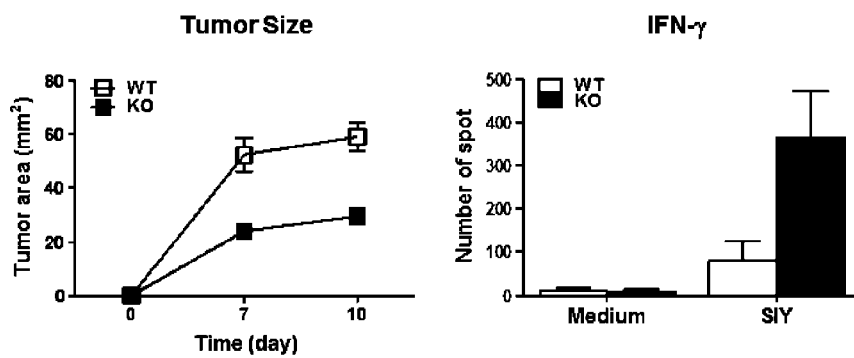 Tumor Size
WT
KO
Tumor area (mm²)
80
60
40
20
0
0 7 10
Time (day)
IFN-γ
WT
KO
Number of spot
500
400
300
200
100
0
Medium SIY